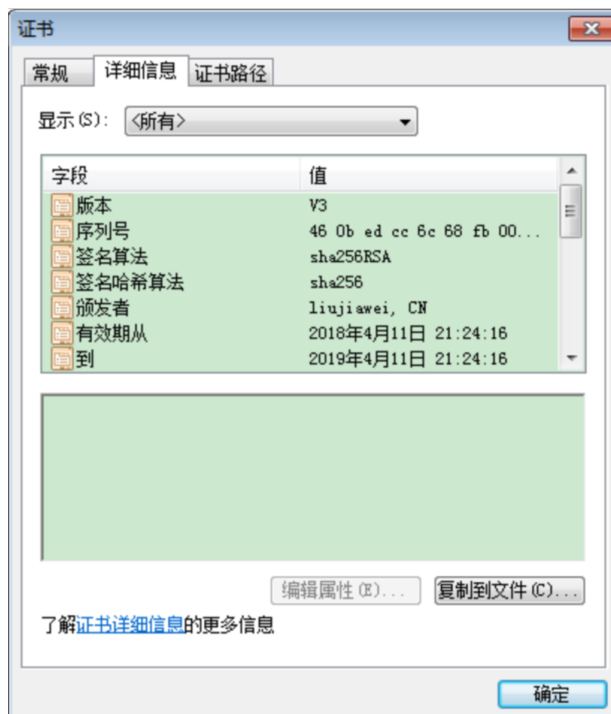 证书
常规 详细信息 证书路径
显示(S): <所有>
字段 值
版本 V3
序列号 46 0b ed cc 6c 68 fb 00...
签名算法 sha256RSA
签名哈希算法 sha256
颁发者 liujiawei, CN
有效期从 2018年4月11日 21:24:16
到 2019年4月11日 21:24:16
编辑属性(E)... 复制到文件(C)...
了解证书详细信息的更多信息
确定